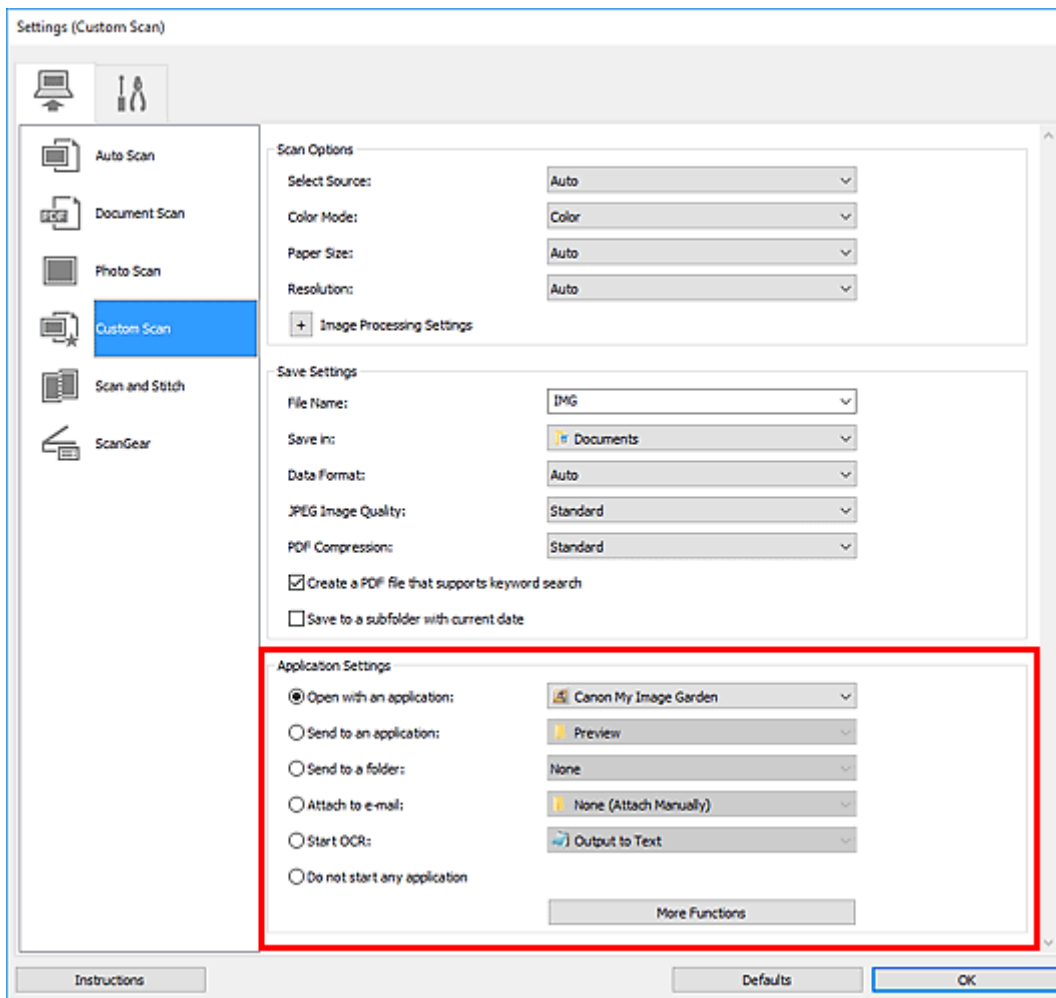 Settings (Custom Scan)
Auto Scan
Document Scan
Photo Scan
Custom Scan
Scan and Stitch
ScanGear
Scan Options
Select Source: Auto
Color Mode: Color
Paper Size: Auto
Resolution: Auto
+ Image Processing Settings
Save Settings
File Name: IMG
Save in: Documents
Data Format: Auto
JPEG Image Quality: Standard
PDF Compression: Standard
Create a PDF file that supports keyword search
Save to a subfolder with current date
Application Settings
Open with an application: Canon My Image Garden
Send to an application: Preview
Send to a folder: None
Attach to e-mail: None (Attach Manually)
Start OCR: Output to Text
Do not start any application
More Functions
Instructions Defaults OK